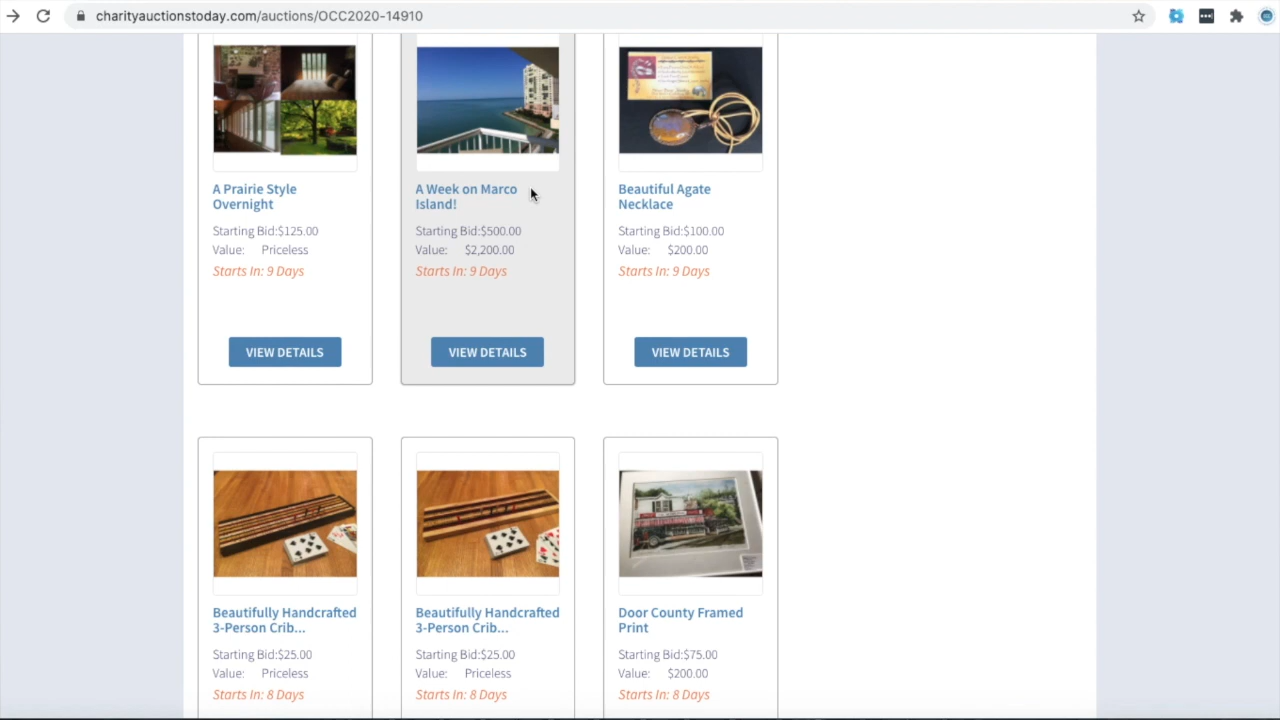 charityauctionstoday.com/auctions/OCC2020-14910
A Prairie Style
Overnight
Starting Bid:$125.00
Value: Priceless
Starts In: 9 Days
VIEW DETAILS
A Week on Marco
Island!
Starting Bid:$500.00
Value: $2,200.00
Starts In: 9 Days
VIEW DETAILS
Beautiful Agate
Necklace
Starting Bid:$100.00
Value: $200.00
Starts In: 9 Days
VIEW DETAILS
Beautifully Handcrafted
3-Person Crib...
Starting Bid:$25.00
Value: Priceless
Starts In: 8 Days
Beautifully Handcrafted
3-Person Crib...
Starting Bid:$25.00
Value: Priceless
Starts In: 8 Days
Door County Framed
Print
Starting Bid:$75.00
Value: $200.00
Starts In: 8 Days